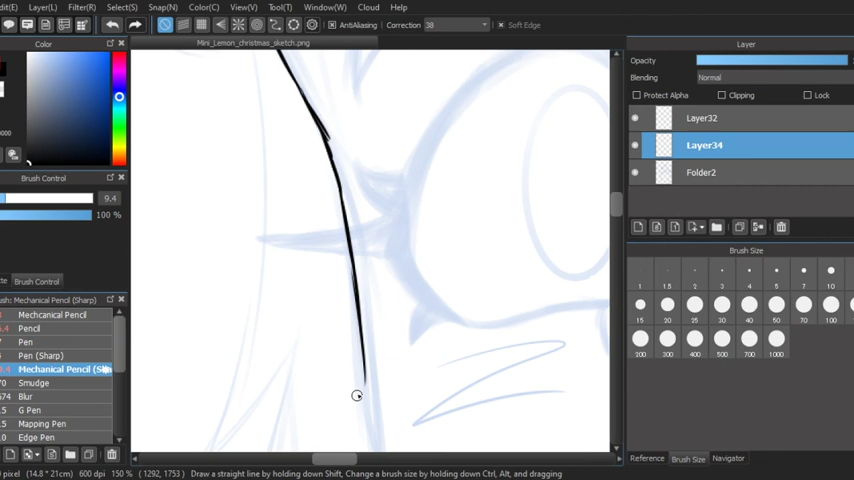 (E) Layer(L) Filter(R) Select(S) Snap(N) Color(C) View(V) Tool(T) Window(W) Cloud Help
AntiAliasing Correction 38 Soft Edge
Color
Mini_Lemon_christmas_sketch.png
Layer
Opacity
Blending Normal
Protect Alpha Clipping Lock
Layer32
Layer34
Folder2
0000
Brush Control
9.4
100 %
Brush Control
Mechanical Pencil (Sharp)
Mechanical Pencil
Pencil
Pen
Pen (Sharp)
Mechanical Pencil
Smudge
Blur
G Pen
Mapping Pen
Edge Pen
Brush Size
1 1.5 2 3 4 5 7 10
15 20 25 30 40 50 70 100
200 300 400 500 700 1000
Reference Brush Size Navigator
pixel (14.8 * 21cm) 600 dpi 150 % ( 1292, 1753 ) Draw a straight line by holding down Shift, Change a brush size by holding down Ctrl, Alt, and dragging